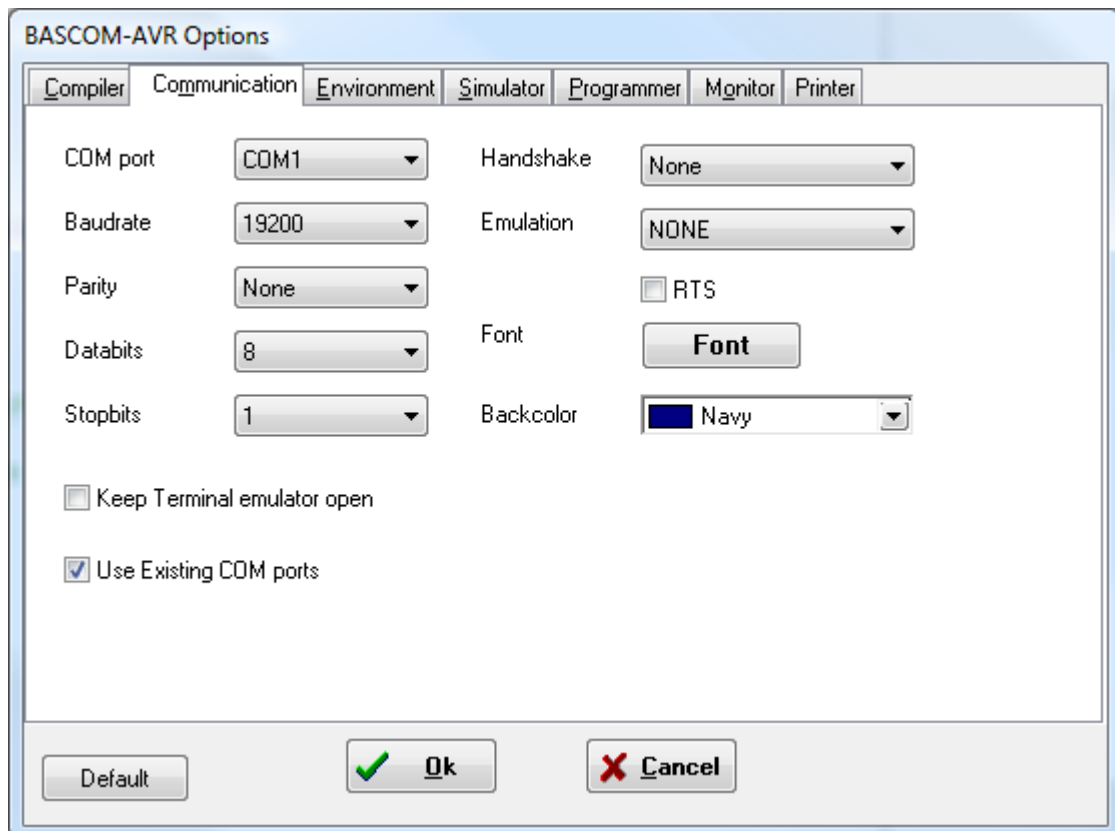 BASCOM-AVR Options
Compiler Communication Environment Simulator Programmer Monitor Printer
COM port COM1 Handshake None
Baudrate 19200 Emulation NONE
Parity None RTS
Databits 8 Font Font
Stopbits 1 Backcolor Navy
Keep Terminal emulator open
Use Existing COM ports
Default Ok Cancel